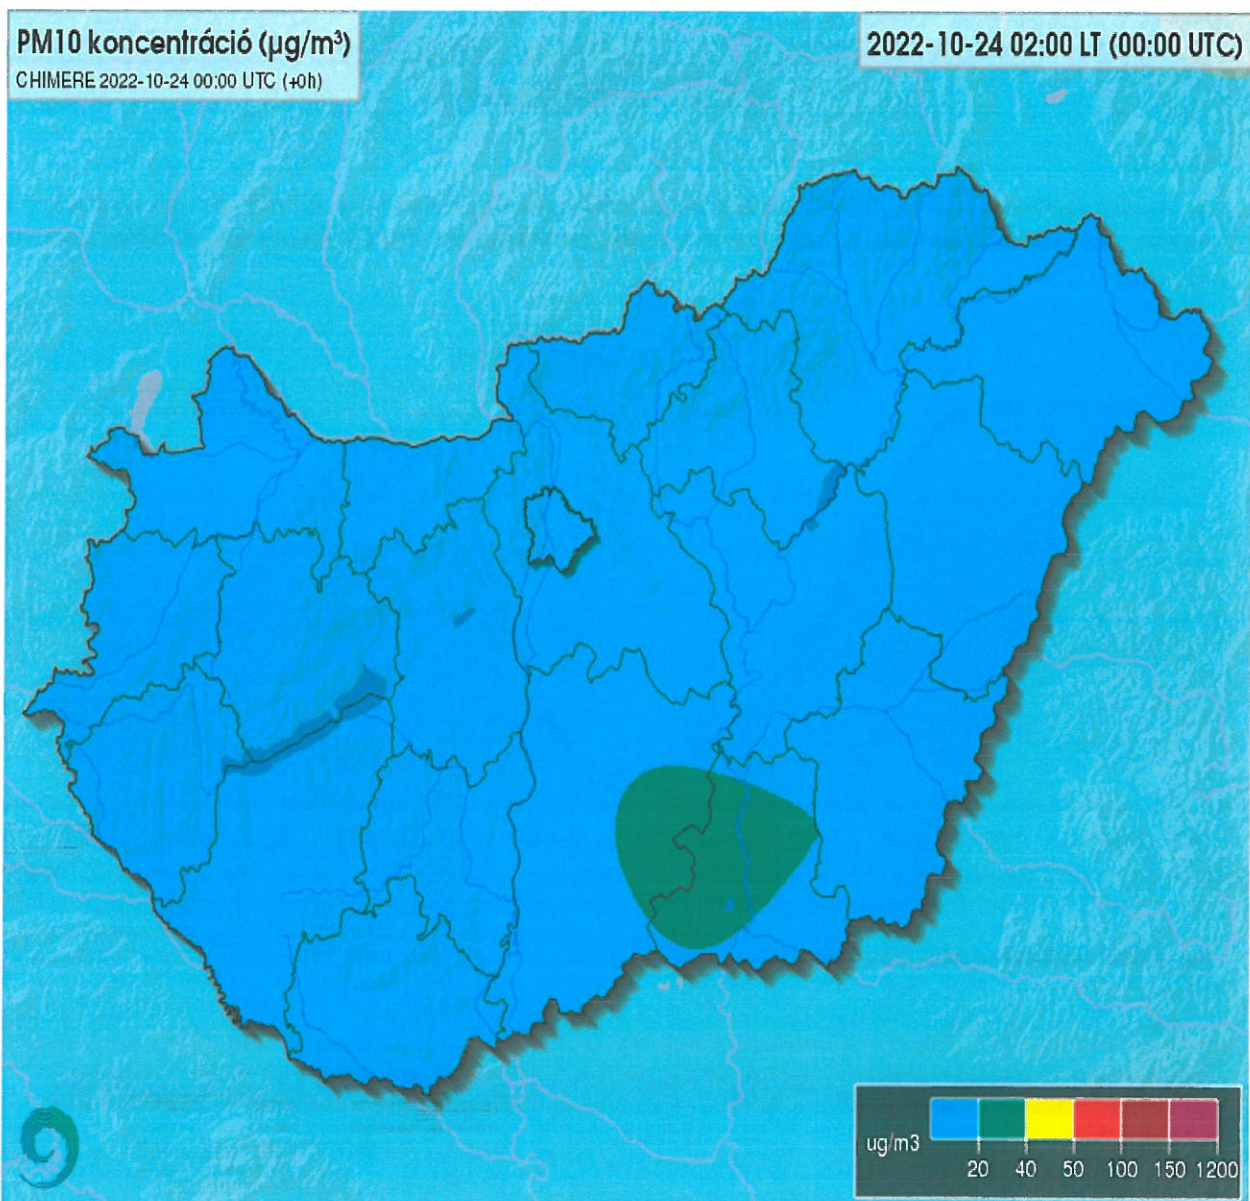 PM10 koncentráció (µg/m³)
CHIMERE 2022-10-24 00:00 UTC (+0h)
2022-10-24 02:00 LT (00:00 UTC)
ug/m3
20 40 50 100 150 1200